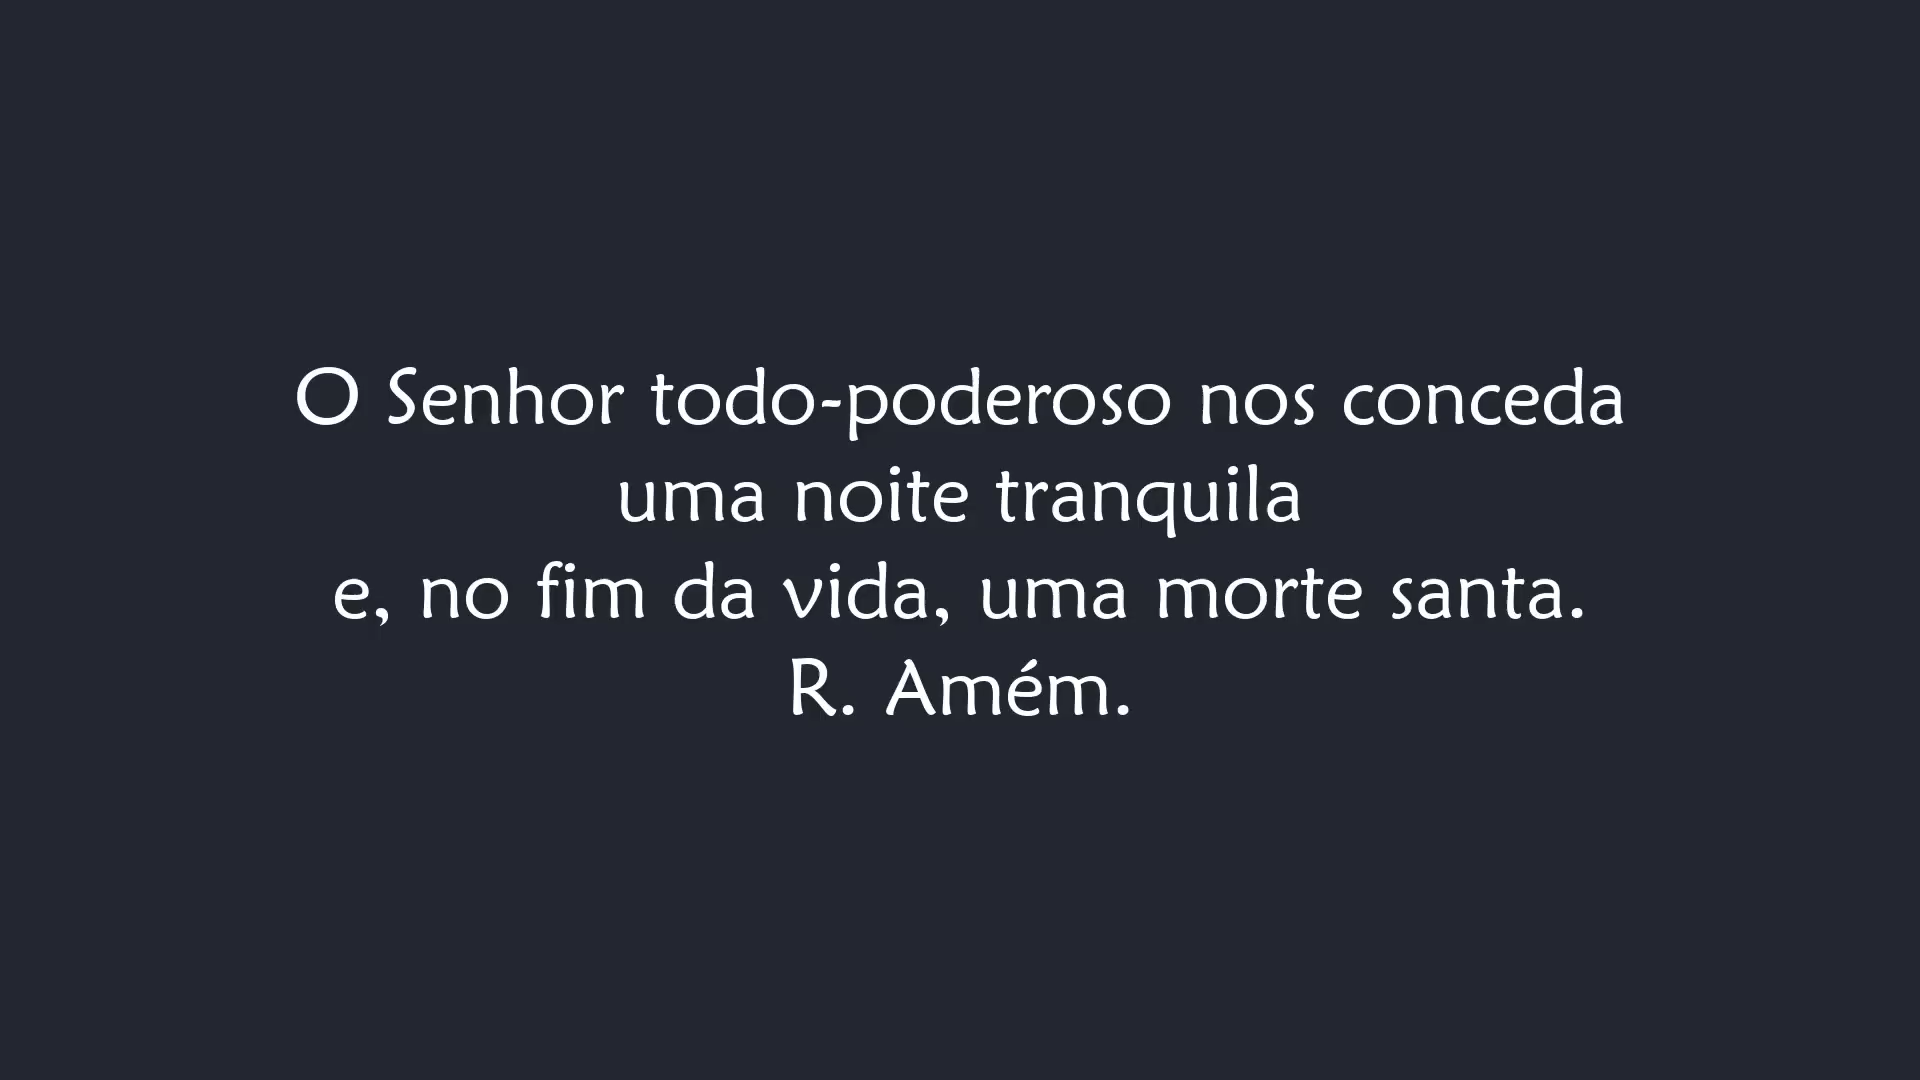 O Senhor todo-poderoso nos conceda
uma noite tranquila
e, no fim da vida, uma morte santa.
R. Amém.